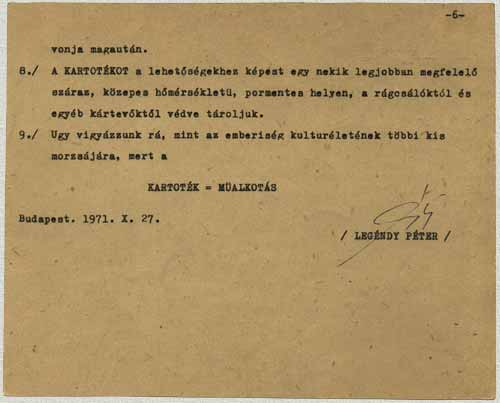 -6-
vonja magaután.
8./ A KARTOTÉKOT a lehetőségekhez képest egy nekik legjobban megfelelő
száraz, közepes hőmérsékletü, pormentes helyen, a rágcsálóktól és
egyéb kártevőktől védve tároljuk.
9./ Ugy vigyázzunk rá, mint az emberiség kulturéletének többi kis
morzsájára, mert a
KARTOTÉK = MÜALKOTÁS
Budapest. 1971. X. 27.
/ LEGÉNDY PÉTER /